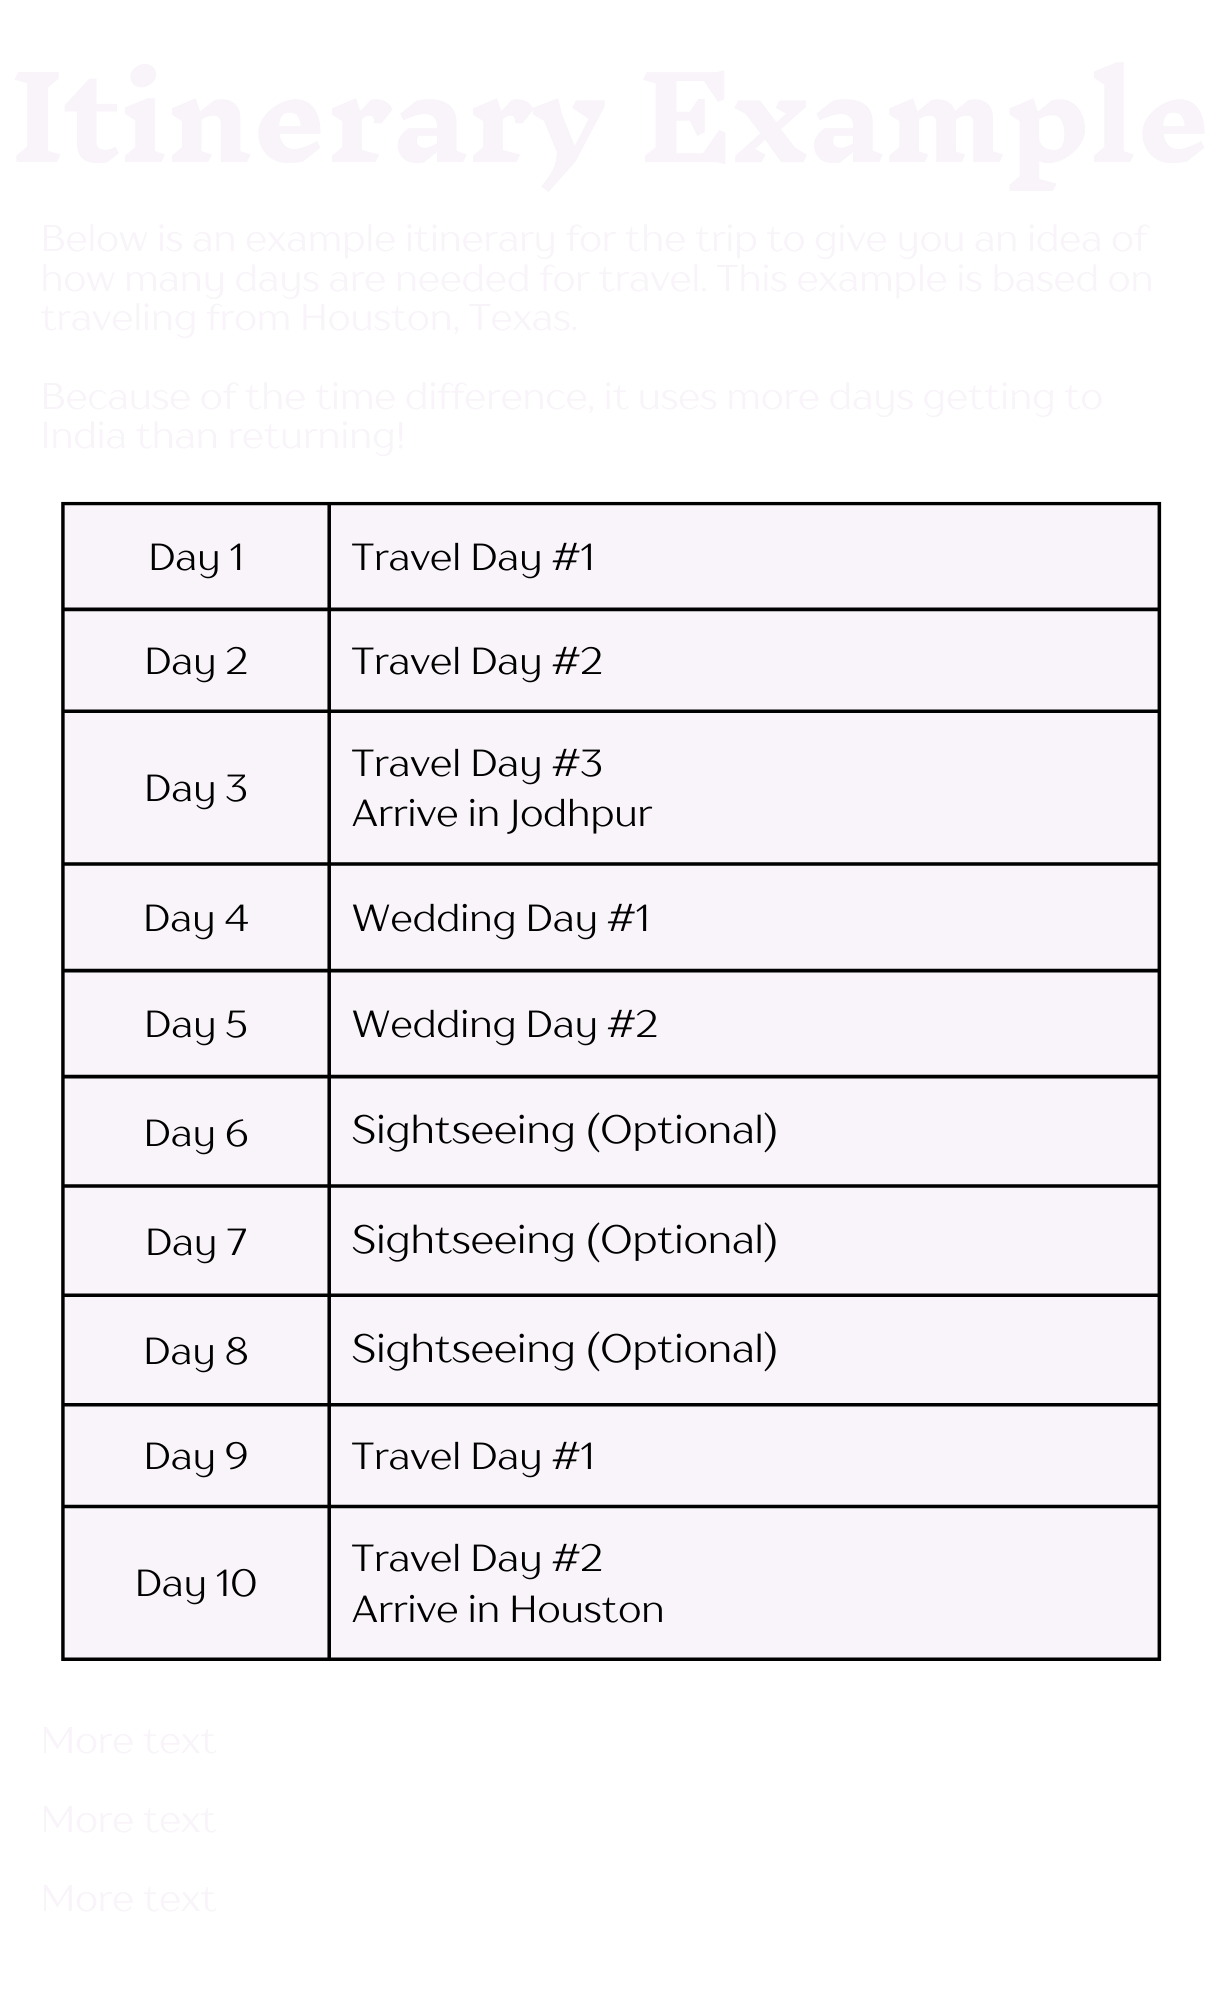 Itinerary Example
Below is an example itinerary for the trip to give you an idea of
how many days are needed for travel. This example is based on
traveling from Houston, Texas.
Because of the time difference, it uses more days getting to
India than returning!
Day 1 Travel Day #1
Day 2 Travel Day #2
Day 3 Travel Day #3
Arrive in Jodhpur
Day 4 Wedding Day #1
Day 5 Wedding Day #2
Day 6 Sightseeing (Optional)
Day 7 Sightseeing (Optional)
Day 8 Sightseeing (Optional)
Day 9 Travel Day #1
Day 10 Travel Day #2
Arrive in Houston
More text
More text
More text